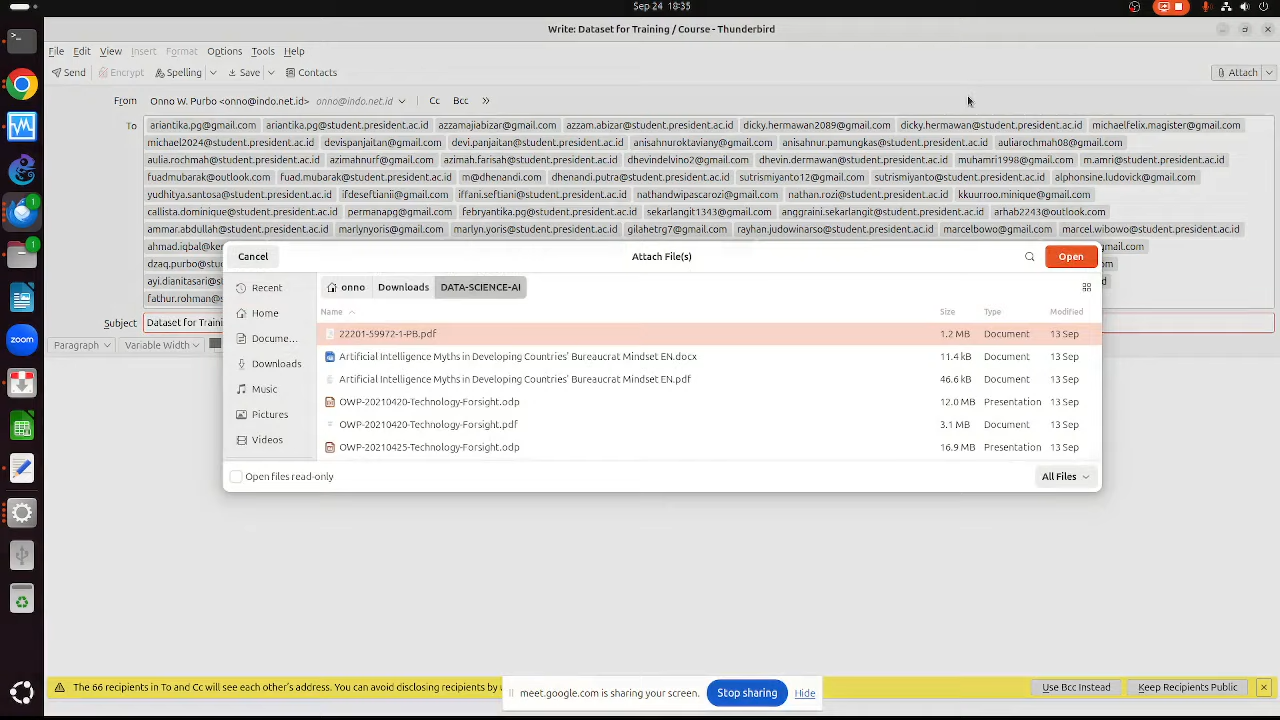 Sep 24 18:35
Write: Dataset for Training / Course - Thunderbird
File Edit View Insert Format Options Tools Help
Send Encrypt Spelling Save Contacts Attach
From Onno W. Purbo <onno@indo.net.id> onno@indo.net.id Cc Bcc »
To ariantika.pg@gmail.com ariantika.pg@student.president.ac.id azzam.abizar@gmail.com azzam.abizar@student.president.ac.id dicky.hermawan2089@gmail.com dicky.hermawan@student.president.ac.id michaelfelix.magister@gmail.com
michael2024@student.president.ac.id devispanjaitan@gmail.com devi.panjaitan@student.president.ac.id anisahnuroktaviany@gmail.com anisahnur.pamungkas@student.president.ac.id auliarochmah08@gmail.com
aulia.rochmah@student.president.ac.id azimahnurf@gmail.com azimah.farisah@student.president.ac.id dhevindelvino2@gmail.com dhevin.dermawan@student.president.ac.id muhamri1998@gmail.com m.amri@student.president.ac.id
fuadmubarak@outlook.com fuad.mubarak@student.president.ac.id m@dhenandi.com dhenandi.putra@student.president.ac.id sutrismiyanto12@gmail.com sutrismiyanto@student.president.ac.id alphonsine.ludovick@gmail.com
yudhitya.santosa@student.president.ac.id ifdeseftianii@gmail.com iffani.seftiani@student.president.ac.id nathandwipascarozi@gmail.com nathan.rozi@student.president.ac.id kkuurroo.minique@gmail.com
callista.dominique@student.president.ac.id permanapg@gmail.com febryantika.pg@student.president.ac.id sekarlangit1343@gmail.com anggraini.sekarlangit@student.president.ac.id arhab2243@outlook.com
ammar.abdullah@student.president.ac.id marlynyoris@gmail.com marlyn.yoris@student.president.ac.id gilahetrg7@gmail.com rayhan.judowinarso@student.president.ac.id marcelbowo@gmail.com marcel.wibowo@student.president.ac.id
gmail.com
dzaq.purbo@st
ayi.dianitasari@s
fathur.rohman@s
Subject Dataset for Traini
Paragraph Variable Width
Cancel Attach File(s) Open
Recent
Home
Docume...
Downloads
Music
Pictures
Videos
onno Downloads DATA-SCIENCE-AI
Name Size Type Modified
22201-59972-1-PB.pdf 1.2 MB Document 13 Sep
Artificial Intelligence Myths in Developing Countries' Bureaucrat Mindset EN.docx 11.4 kB Document 13 Sep
Artificial Intelligence Myths in Developing Countries' Bureaucrat Mindset EN.pdf 46.6 kB Document 13 Sep
OWP-20210420-Technology-Forsight.odp 12.0 MB Presentation 13 Sep
OWP-20210420-Technology-Forsight.pdf 3.1 MB Document 13 Sep
OWP-20210425-Technology-Forsight.odp 16.9 MB Presentation 13 Sep
Open files read-only All Files
zoom
1
1
The 66 recipients in To and Cc will see each other's address. You can avoid disclosing recipients by u
Use Bcc Instead Keep Recipients Public
meet.google.com is sharing your screen. Stop sharing Hide